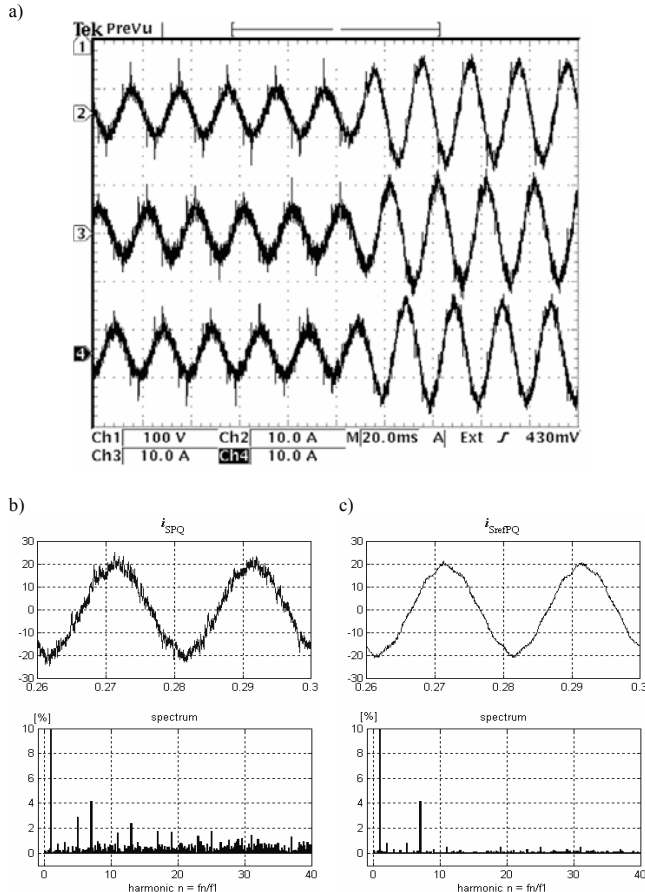 a)
Tek PreVu
1
2
3
4
Ch1 100 V Ch2 10.0 A M 20.0ms A Ext 430mV
Ch3 10.0 A Ch4 10.0 A
b) c)
iSPQ iSrefPQ
30 30
20 20
10 10
0 0
-10 -10
-20 -20
-30 -30
0.26 0.27 0.28 0.29 0.3 0.26 0.27 0.28 0.29 0.3
[%] spectrum [%] spectrum
10 10
8 8
6 6
4 4
2 2
0 0
0 10 20 30 40 0 10 20 30 40
harmonic n = fn/f1 harmonic n = fn/f1